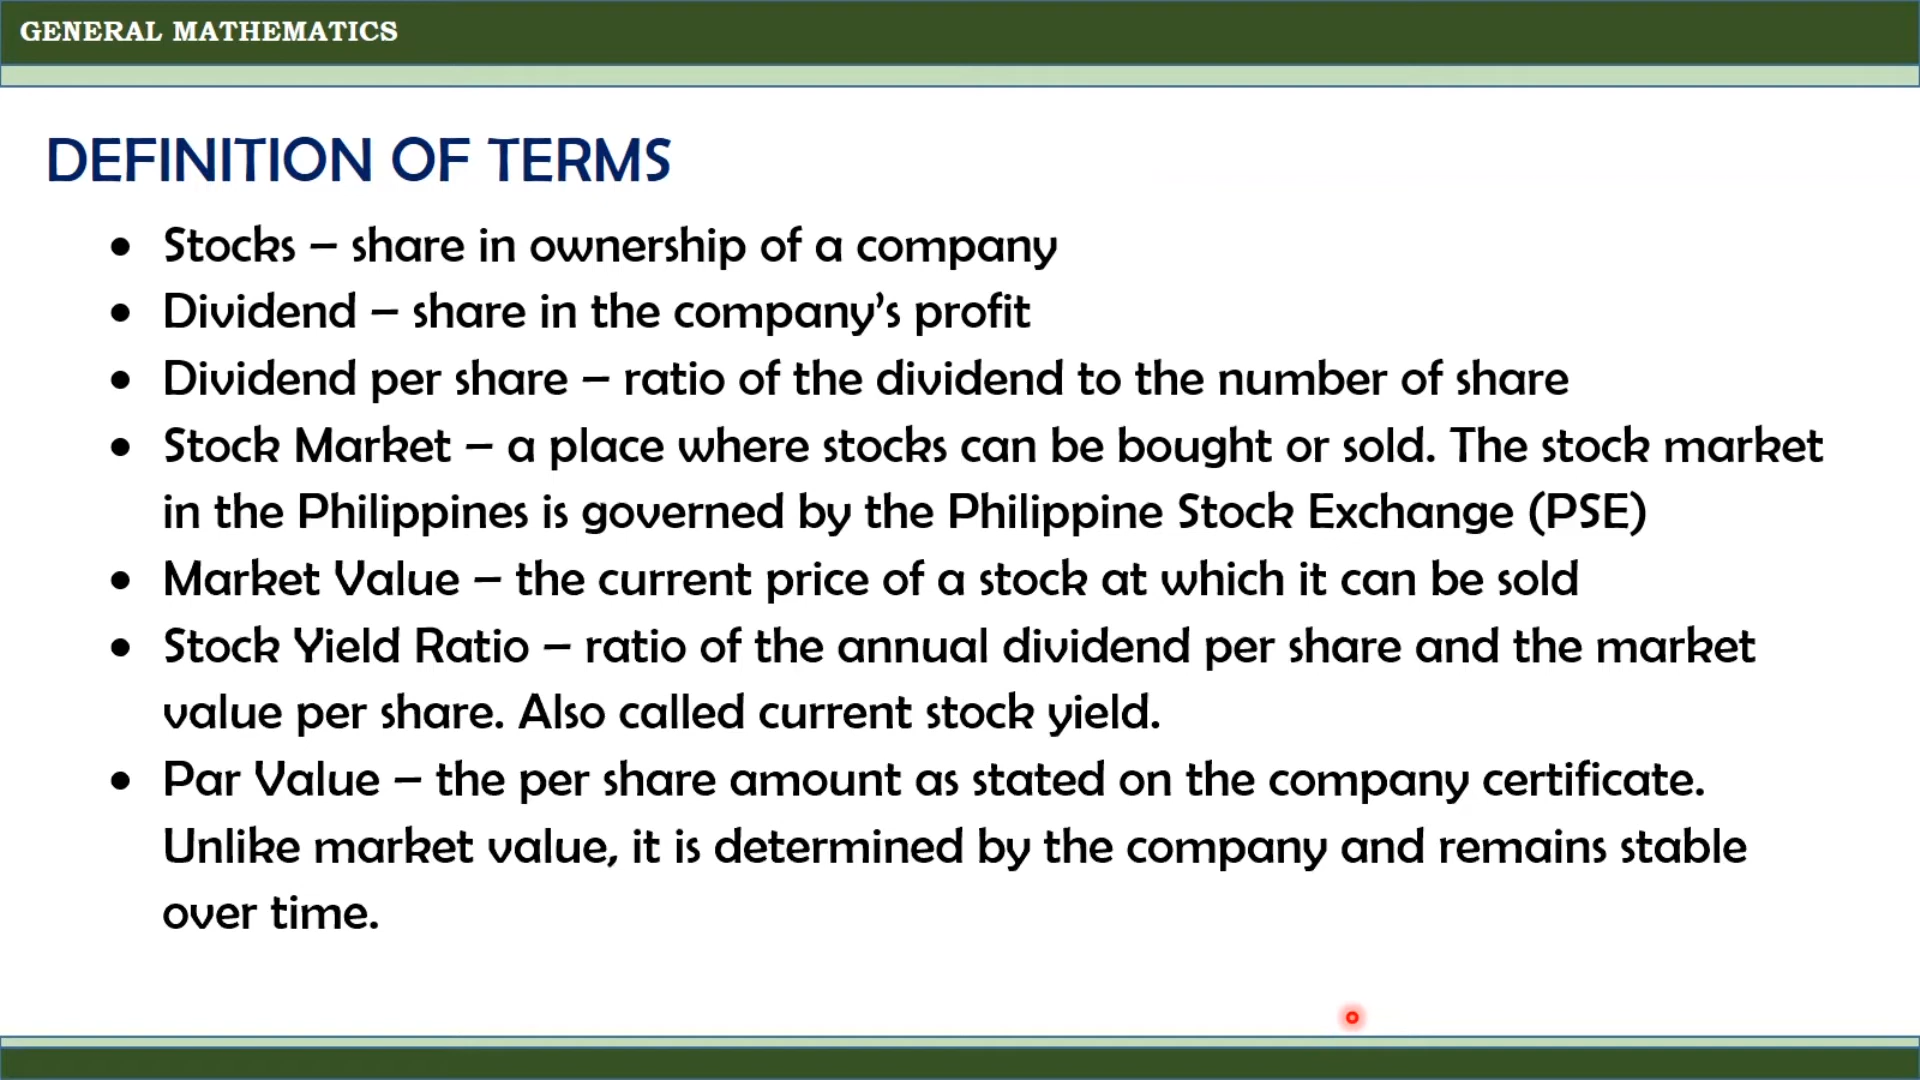 GENERAL MATHEMATICS
DEFINITION OF TERMS
• Stocks – share in ownership of a company
• Dividend – share in the company’s profit
• Dividend per share – ratio of the dividend to the number of share
• Stock Market – a place where stocks can be bought or sold. The stock market
in the Philippines is governed by the Philippine Stock Exchange (PSE)
• Market Value – the current price of a stock at which it can be sold
• Stock Yield Ratio – ratio of the annual dividend per share and the market
value per share. Also called current stock yield.
• Par Value – the per share amount as stated on the company certificate.
Unlike market value, it is determined by the company and remains stable
over time.